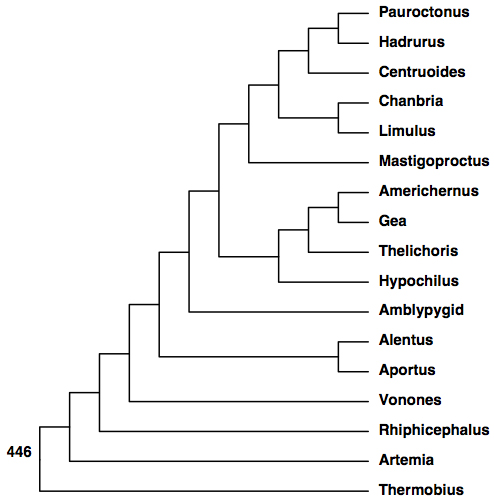 Pauroctonus
Hadrurus
Centruoides
Chanbria
Limulus
Mastigoproctus
Americhernus
Gea
Thelichoris
Hypochilus
Amblypygid
Alentus
Aportus
Vonones
Rhiphicephalus
446
Artemia
Thermobius